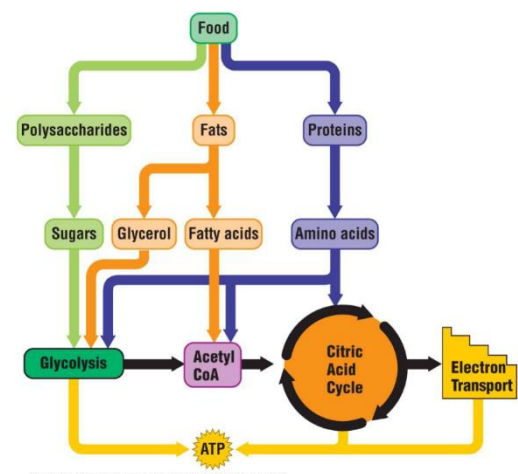 Food
Polysaccharides
Fats
Proteins
Sugars
Glycerol
Fatty acids
Amino acids
Glycolysis
Acetyl
CoA
Citric
Acid
Cycle
Electron
Transport
ATP